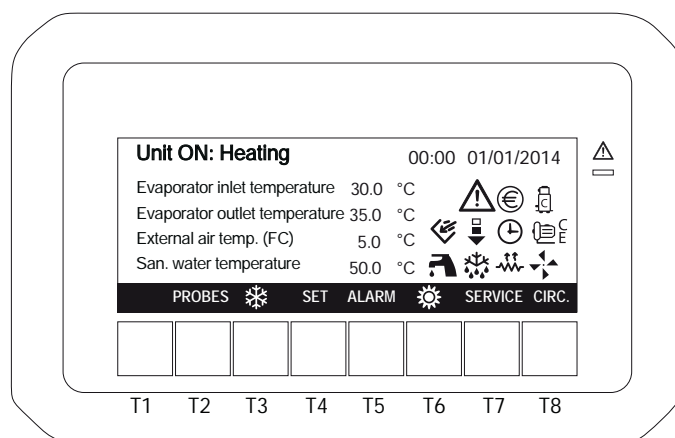 Unit ON: Heating 00:00 01/01/2014
Evaporator inlet temperature 30.0 °C
Evaporator outlet temperature 35.0 °C
External air temp. (FC) 5.0 °C
San. water temperature 50.0 °C
€ C
C
E
PROBES SET ALARM SERVICE CIRC.
T1 T2 T3 T4 T5 T6 T7 T8